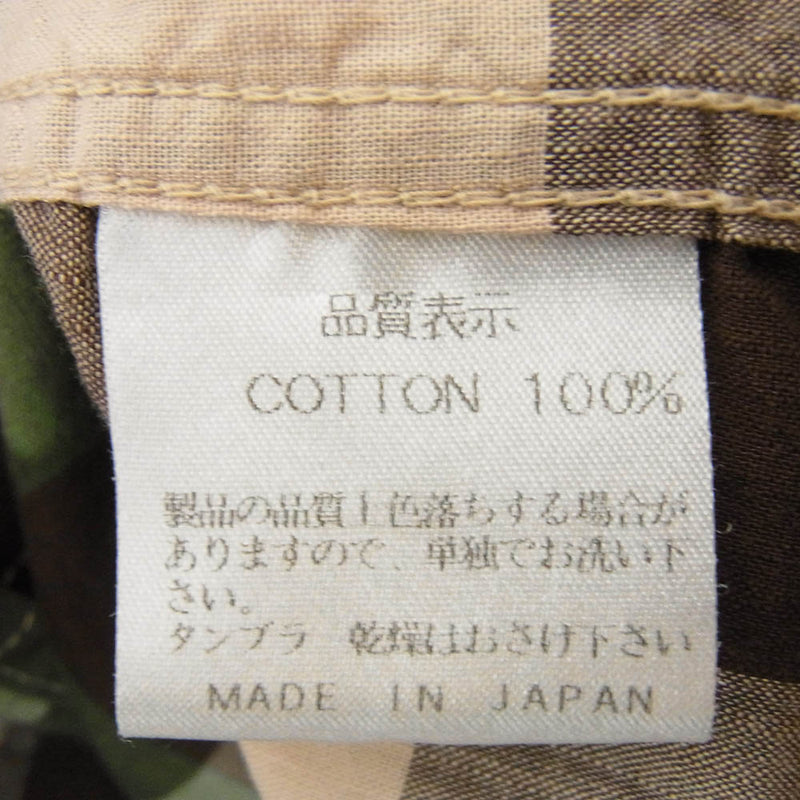 品質表示
COTTON 100%
製品の品質上色落ちする場合が
ありますので、単独でお洗い下
さい。
タンブラ 乾燥はおさけ下さい
MADE IN JAPAN